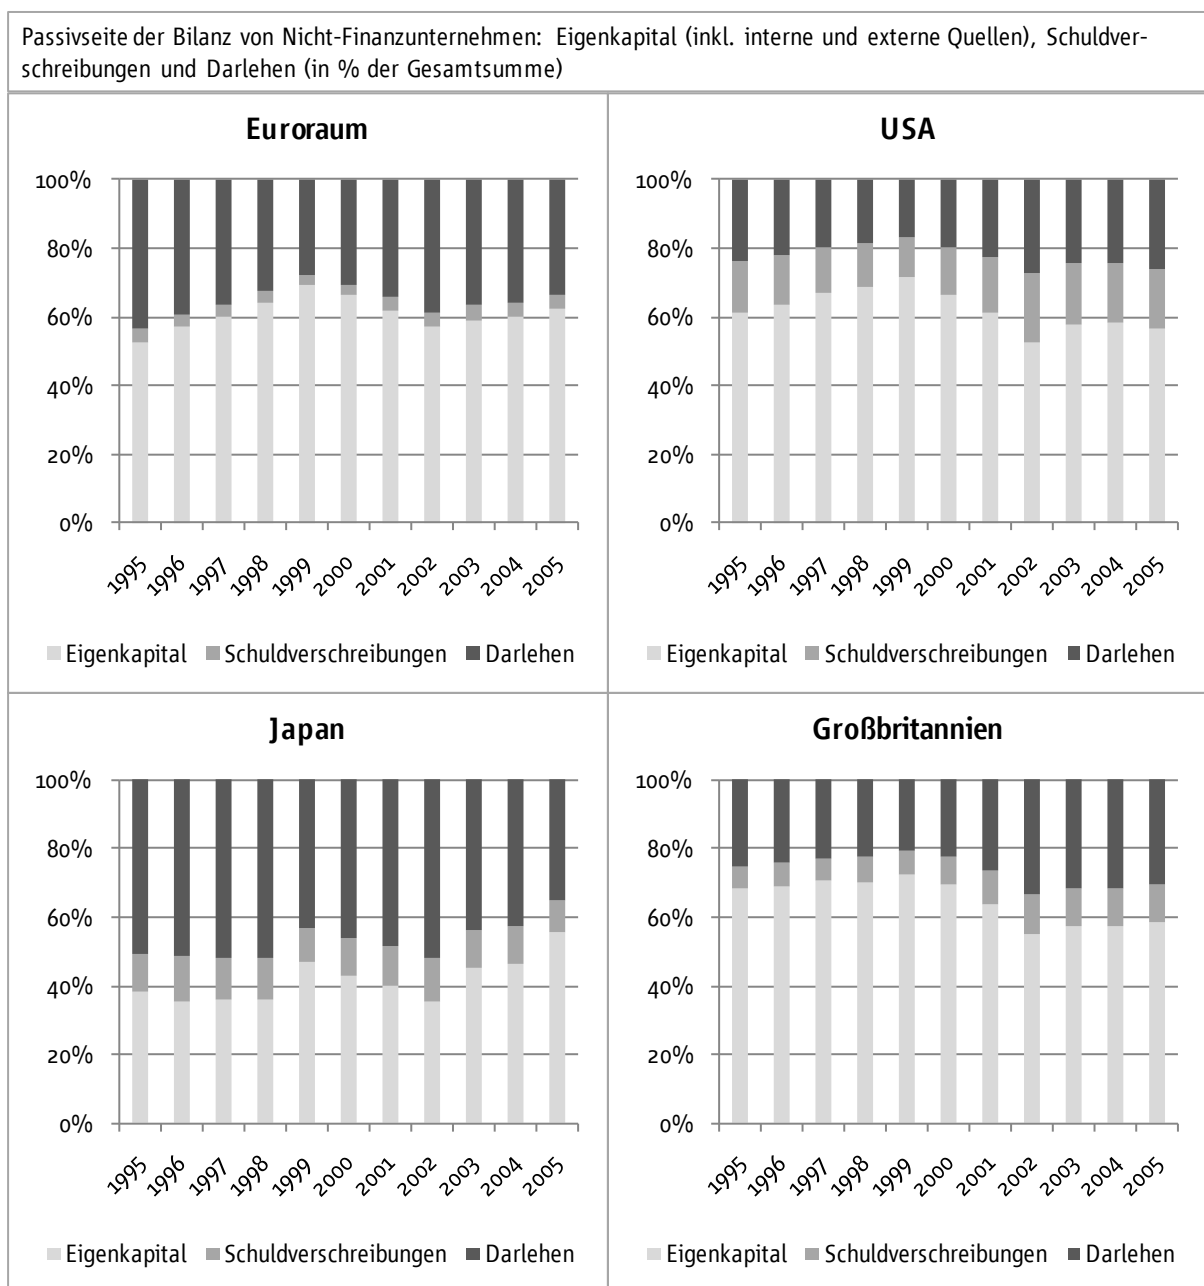 Passivseite der Bilanz von Nicht-Finanzunternehmen: Eigenkapital (inkl. interne und externe Quellen), Schuldver-
schreibungen und Darlehen (in % der Gesamtsumme)
Euroraum
100%
80%
60%
40%
20%
0%
1995 1996 1997 1998 1999 2000 2001 2002 2003 2004 2005
Eigenkapital Schuldverschreibungen Darlehen
USA
100%
80%
60%
40%
20%
0%
1995 1996 1997 1998 1999 2000 2001 2002 2003 2004 2005
Eigenkapital Schuldverschreibungen Darlehen
Japan
100%
80%
60%
40%
20%
0%
1995 1996 1997 1998 1999 2000 2001 2002 2003 2004 2005
Eigenkapital Schuldverschreibungen Darlehen
Großbritannien
100%
80%
60%
40%
20%
0%
1995 1996 1997 1998 1999 2000 2001 2002 2003 2004 2005
Eigenkapital Schuldverschreibungen Darlehen